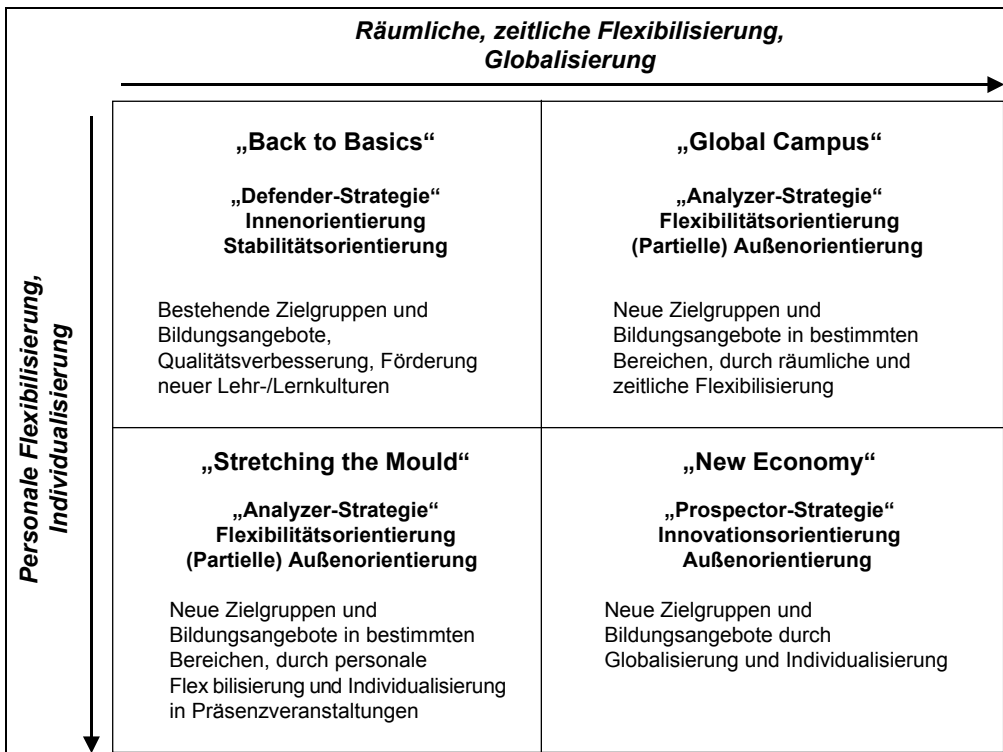 Räumliche, zeitliche Flexibilisierung,
Globalisierung
Personale Flexibilisierung,
Individualisierung
„Back to Basics“
„Defender-Strategie“
Innenorientierung
Stabilitätsorientierung
Bestehende Zielgruppen und
Bildungsangebote,
Qualitätsverbesserung, Förderung
neuer Lehr-/Lernkulturen
„Global Campus“
„Analyzer-Strategie“
Flexibilitätsorientierung
(Partielle) Außenorientierung
Neue Zielgruppen und
Bildungsangebote in bestimmten
Bereichen, durch räumliche und
zeitliche Flexibilisierung
„Stretching the Mould“
„Analyzer-Strategie“
Flexibilitätsorientierung
(Partielle) Außenorientierung
Neue Zielgruppen und
Bildungsangebote in bestimmten
Bereichen, durch personale
Flex bilisierung und Individualisierung
in Präsenzveranstaltungen
„New Economy“
„Prospector-Strategie“
Innovationsorientierung
Außenorientierung
Neue Zielgruppen und
Bildungsangebote durch
Globalisierung und Individualisierung